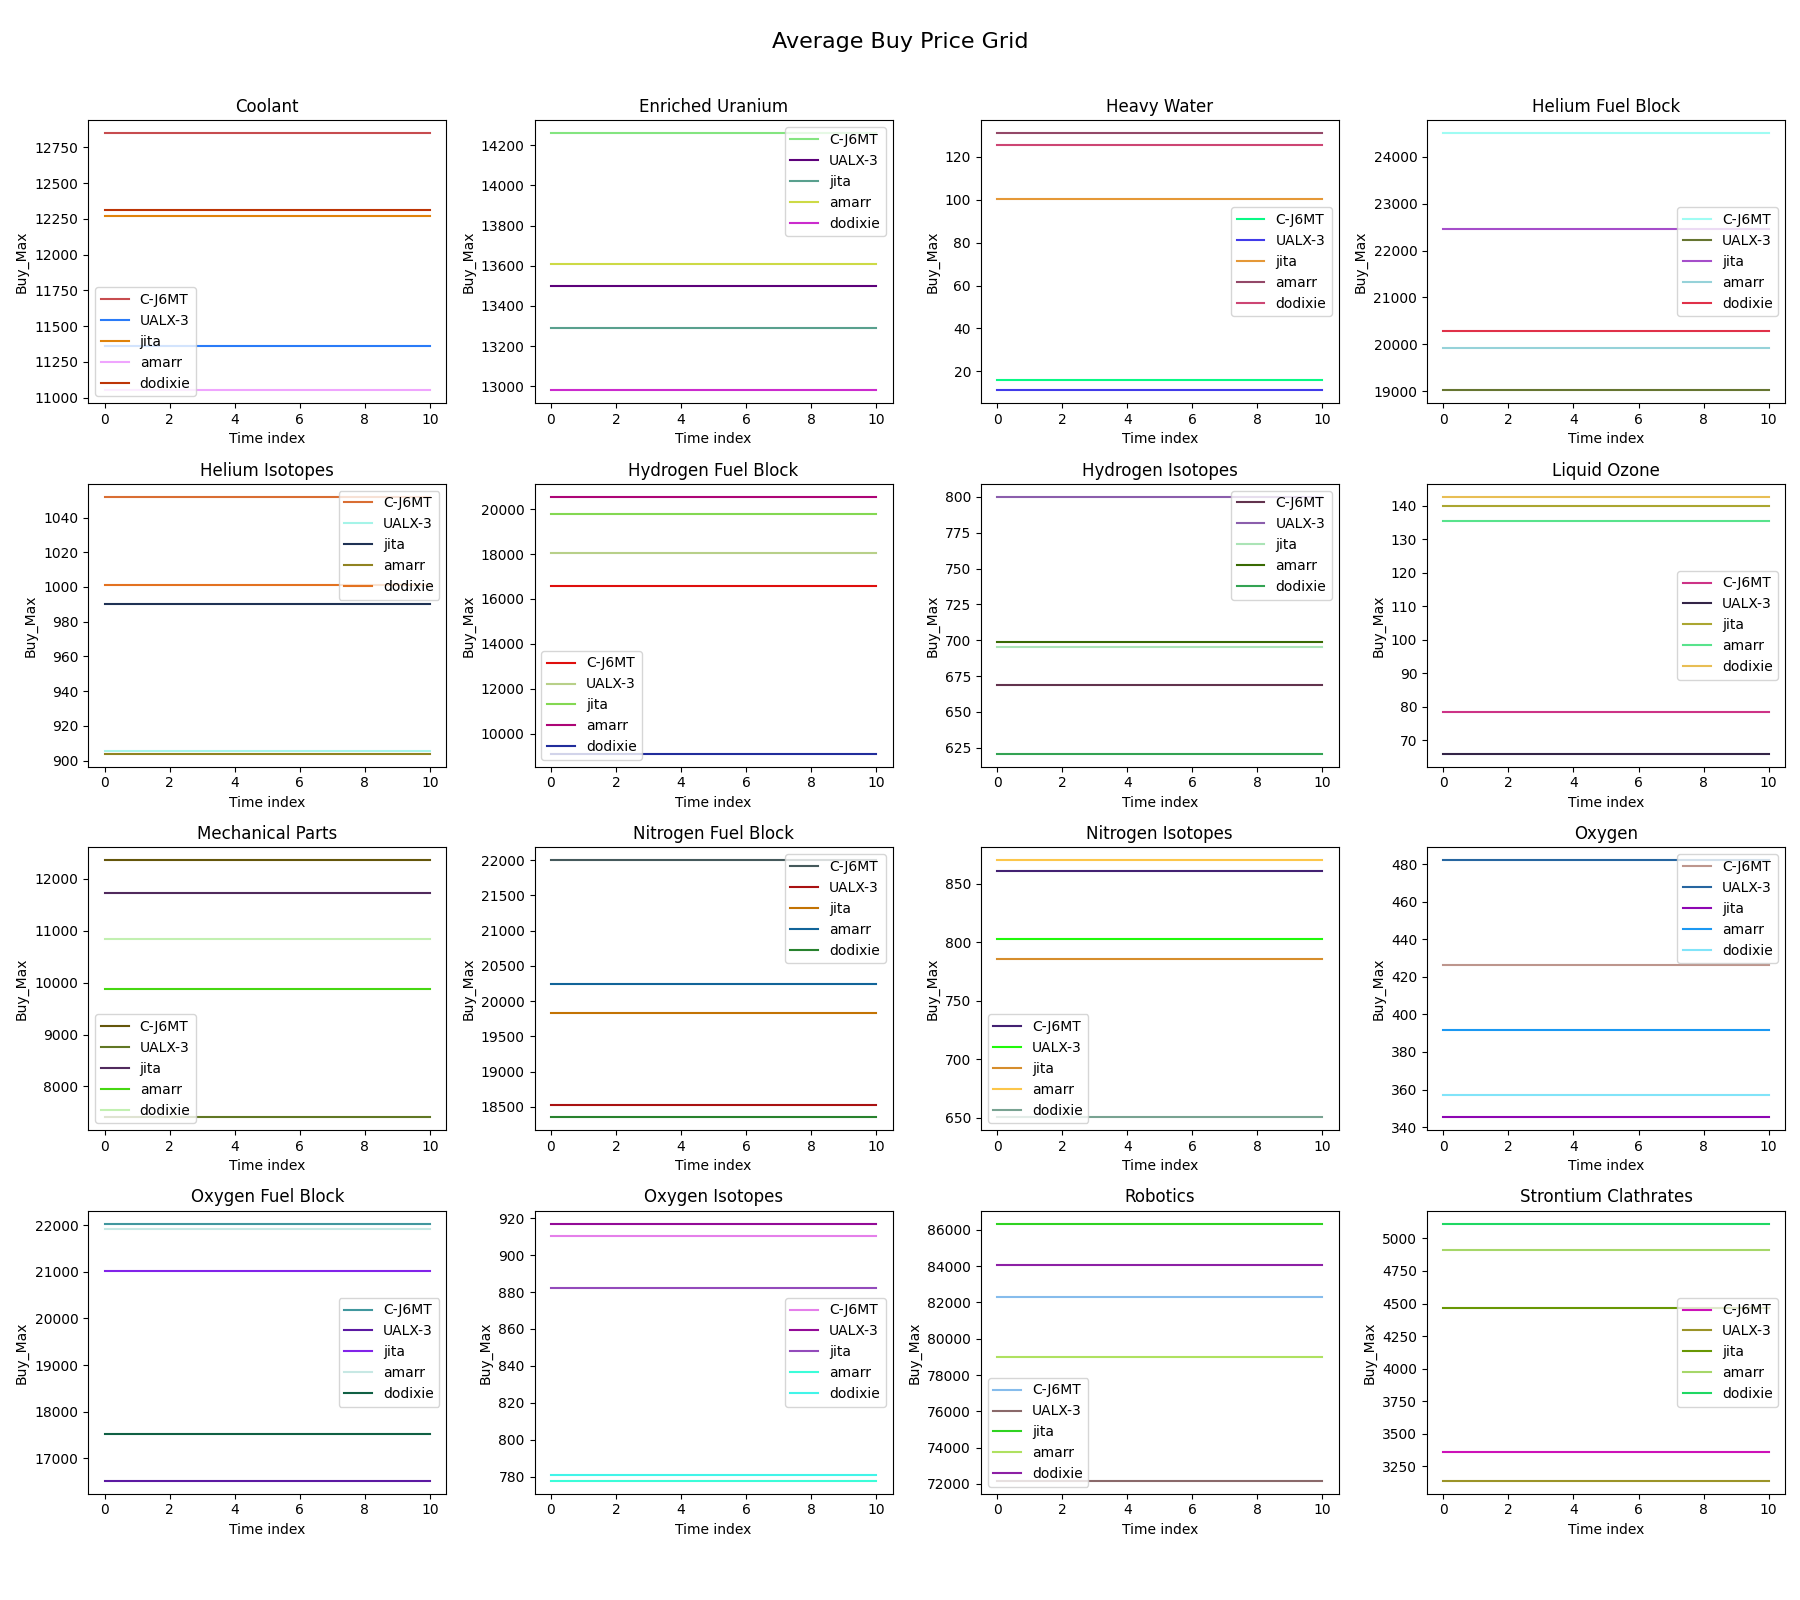 Average Buy Price Grid
Coolant
Buy_Max
12750
12500
12250
12000
11750
11500
11250
11000
C-J6MT
UALX-3
jita
amarr
dodixie
0 2 4 6 8 10
Time index
Enriched Uranium
Buy_Max
14200
14000
13800
13600
13400
13200
13000
C-J6MT
UALX-3
jita
amarr
dodixie
0 2 4 6 8 10
Time index
Heavy Water
Buy_Max
120
100
80
60
40
20
C-J6MT
UALX-3
jita
amarr
dodixie
0 2 4 6 8 10
Time index
Helium Fuel Block
Buy_Max
24000
23000
22000
21000
20000
19000
C-J6MT
UALX-3
jita
amarr
dodixie
0 2 4 6 8 10
Time index
Helium Isotopes
Buy_Max
1040
1020
1000
980
960
940
920
900
C-J6MT
UALX-3
jita
amarr
dodixie
0 2 4 6 8 10
Time index
Hydrogen Fuel Block
Buy_Max
20000
18000
16000
14000
12000
10000
C-J6MT
UALX-3
jita
amarr
dodixie
0 2 4 6 8 10
Time index
Hydrogen Isotopes
Buy_Max
800
775
750
725
700
675
650
625
C-J6MT
UALX-3
jita
amarr
dodixie
0 2 4 6 8 10
Time index
Liquid Ozone
Buy_Max
140
130
120
110
100
90
80
70
C-J6MT
UALX-3
jita
amarr
dodixie
0 2 4 6 8 10
Time index
Mechanical Parts
Buy_Max
12000
11000
10000
9000
8000
C-J6MT
UALX-3
jita
amarr
dodixie
0 2 4 6 8 10
Time index
Nitrogen Fuel Block
Buy_Max
22000
21500
21000
20500
20000
19500
19000
18500
C-J6MT
UALX-3
jita
amarr
dodixie
0 2 4 6 8 10
Time index
Nitrogen Isotopes
Buy_Max
850
800
750
700
650
C-J6MT
UALX-3
jita
amarr
dodixie
0 2 4 6 8 10
Time index
Oxygen
Buy_Max
480
460
440
420
400
380
360
340
C-J6MT
UALX-3
jita
amarr
dodixie
0 2 4 6 8 10
Time index
Oxygen Fuel Block
Buy_Max
22000
21000
20000
19000
18000
17000
C-J6MT
UALX-3
jita
amarr
dodixie
0 2 4 6 8 10
Time index
Oxygen Isotopes
Buy_Max
920
900
880
860
840
820
800
780
C-J6MT
UALX-3
jita
amarr
dodixie
0 2 4 6 8 10
Time index
Robotics
Buy_Max
86000
84000
82000
80000
78000
76000
74000
72000
C-J6MT
UALX-3
jita
amarr
dodixie
0 2 4 6 8 10
Time index
Strontium Clathrates
Buy_Max
5000
4750
4500
4250
4000
3750
3500
3250
C-J6MT
UALX-3
jita
amarr
dodixie
0 2 4 6 8 10
Time index